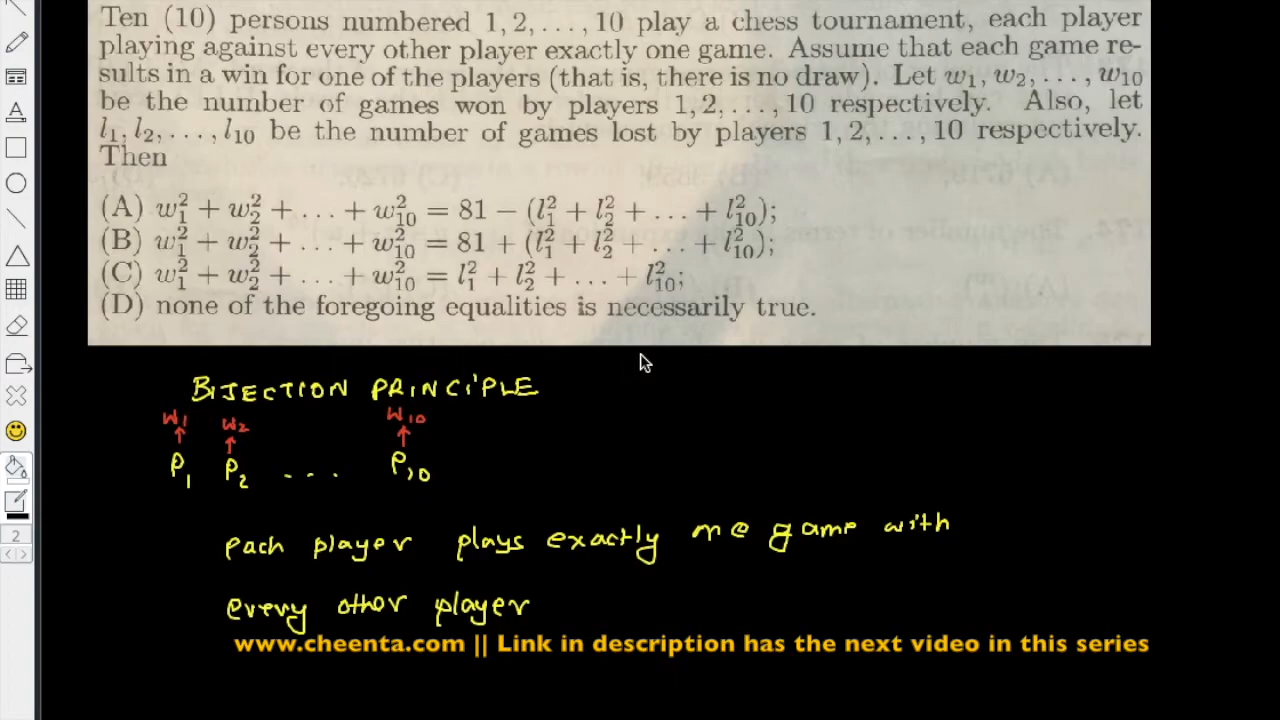 Ten (10) persons numbered 1, 2, . . . , 10 play a chess tournament, each player
playing against every other player exactly one game. Assume that each game re-
sults in a win for one of the players (that is, there is no draw). Let w₁, w₂, . . . , w₁₀
be the number of games won by players 1, 2, . . . , 10 respectively. Also, let
l₁, l₂, . . . , l₁₀ be the number of games lost by players 1, 2, . . . , 10 respectively.
Then
(A) w₁² + w₂² + . . . + w₁₀² = 81 − (l₁² + l₂² + . . . + l₁₀²);
(B) w₁² + w₂² + . . . + w₁₀² = 81 + (l₁² + l₂² + . . . + l₁₀²);
(C) w₁² + w₂² + . . . + w₁₀² = l₁² + l₂² + . . . + l₁₀²;
(D) none of the foregoing equalities is necessarily true.
BIJECTION PRINCIPLE
W₁ W₂ W₁₀
↑ ↑ ↑
P₁ P₂ . . . P₁₀
each player plays exactly one game with
every other player
www.cheenta.com || Link in description has the next video in this series
2